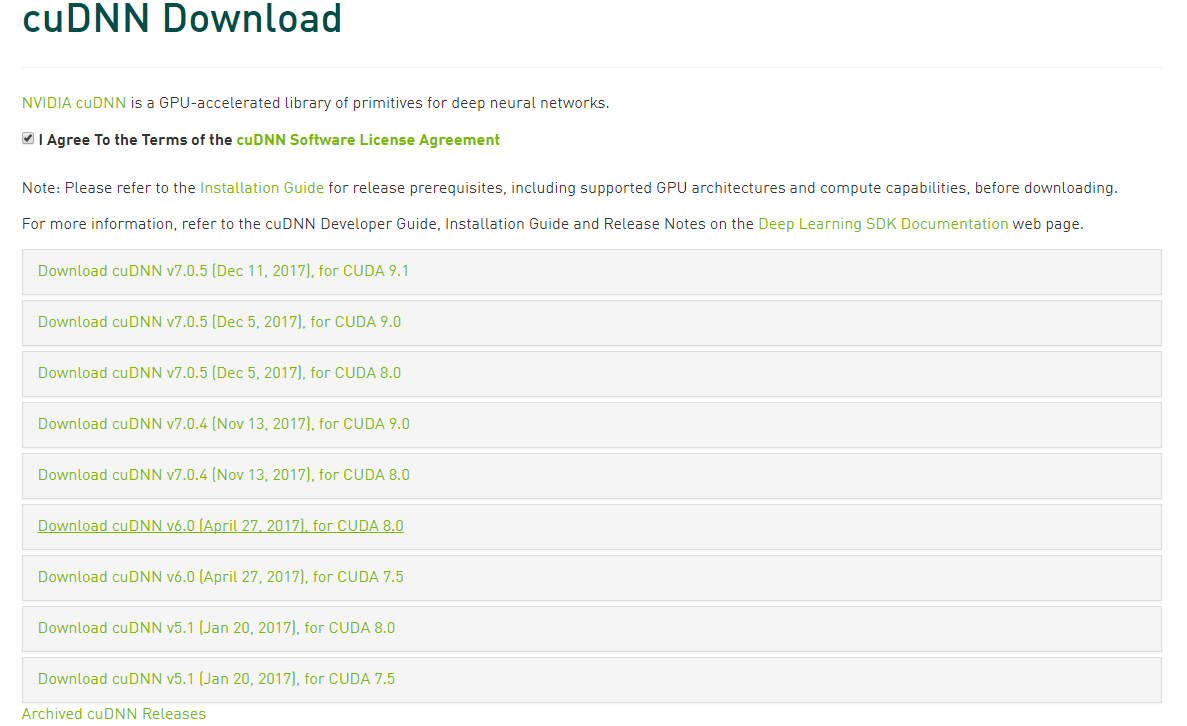 cuDNN Download
NVIDIA cuDNN is a GPU-accelerated library of primitives for deep neural networks.
I Agree To the Terms of the cuDNN Software License Agreement
Note: Please refer to the Installation Guide for release prerequisites, including supported GPU architectures and compute capabilities, before downloading.
For more information, refer to the cuDNN Developer Guide, Installation Guide and Release Notes on the Deep Learning SDK Documentation web page.
Download cuDNN v7.0.5 (Dec 11, 2017), for CUDA 9.1
Download cuDNN v7.0.5 (Dec 5, 2017), for CUDA 9.0
Download cuDNN v7.0.5 (Dec 5, 2017), for CUDA 8.0
Download cuDNN v7.0.4 (Nov 13, 2017), for CUDA 9.0
Download cuDNN v7.0.4 (Nov 13, 2017), for CUDA 8.0
Download cuDNN v6.0 (April 27, 2017), for CUDA 8.0
Download cuDNN v6.0 (April 27, 2017), for CUDA 7.5
Download cuDNN v5.1 (Jan 20, 2017), for CUDA 8.0
Download cuDNN v5.1 (Jan 20, 2017), for CUDA 7.5
Archived cuDNN Releases